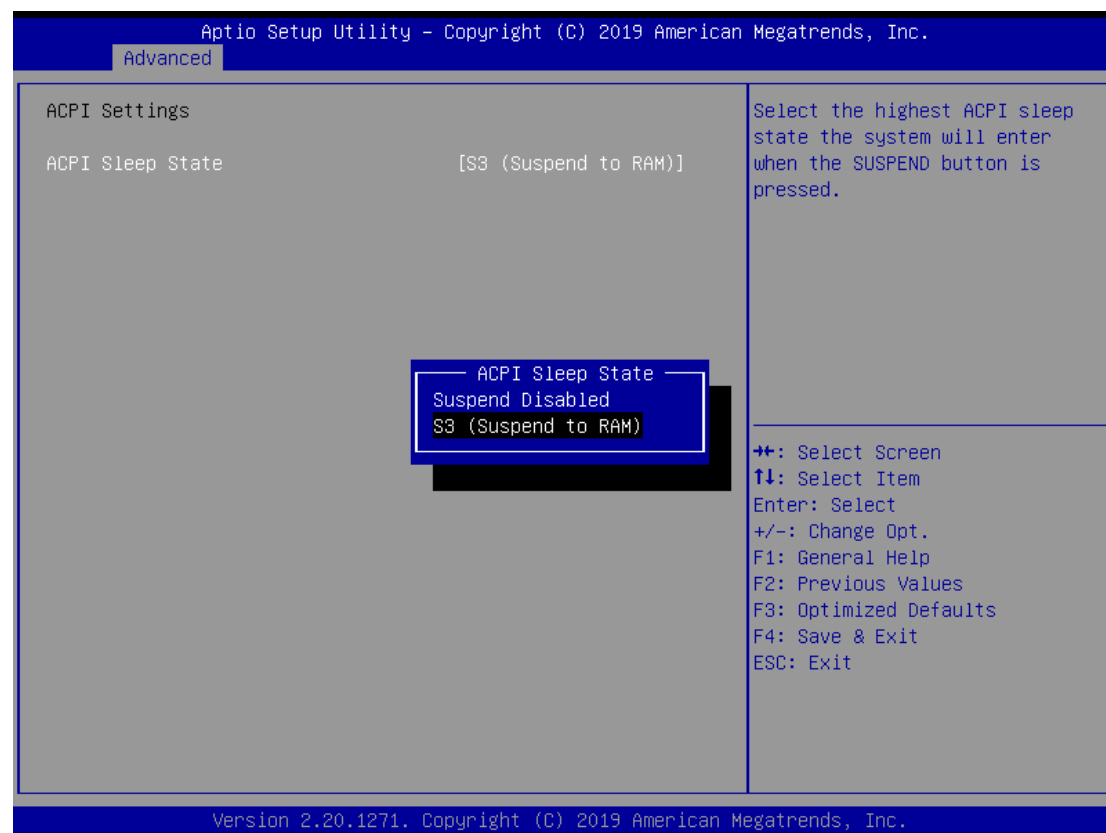 Aptio Setup Utility – Copyright (C) 2019 American Megatrends, Inc.
Advanced
ACPI Settings
ACPI Sleep State [S3 (Suspend to RAM)]
Select the highest ACPI sleep
state the system will enter
when the SUSPEND button is
pressed.
ACPI Sleep State
Suspend Disabled
S3 (Suspend to RAM)
→←: Select Screen
↑↓: Select Item
Enter: Select
+/-: Change Opt.
F1: General Help
F2: Previous Values
F3: Optimized Defaults
F4: Save & Exit
ESC: Exit
Version 2.20.1271. Copyright (C) 2019 American Megatrends, Inc.